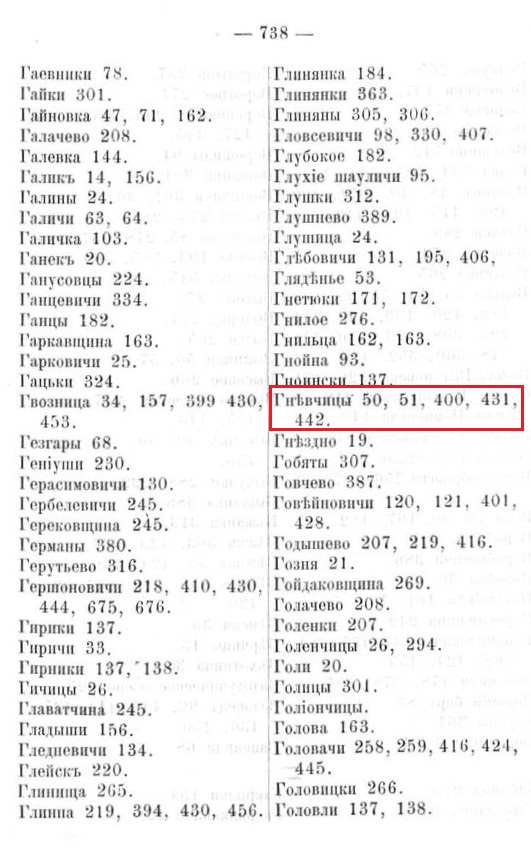 — 738 —
Гаевники 78.
Гайки 301.
Гайновка 47, 71, 162.
Галачево 208.
Галевка 144.
Галикъ 14, 156.
Галины 24.
Галичи 63, 64.
Галичка 103.
Ганекъ 20.
Ганусовцы 224.
Ганцевичи 334.
Ганцы 182.
Гаркавщина 163.
Гарковичи 25.
Гацьки 324.
Гвозница 34, 157, 399 430,
453.
Гезгары 68.
Геніуши 230.
Герасимовичи 130.
Гербелевичи 245.
Герековщина 245.
Германы 380.
Герутьево 316.
Гершоновичи 218, 410, 430,
444, 675, 676.
Гирики 137.
Гиричи 33.
Гирники 137, 138.
Гичицы 26.
Главатчина 245.
Гладыши 156.
Гледневичи 134.
Глейскъ 220.
Глинища 265.
Глинна 219, 394, 430, 456.
Глинянка 184.
Глинянки 363.
Глиняны 305, 306.
Гловсевичи 98, 330, 407.
Глубокое 182.
Глухіе шауличи 95.
Глушки 312.
Глушнево 389.
Глушица 24.
Глѣбовичи 131, 195, 406,
Глядѣнье 53.
Гнетюки 171, 172.
Гнилое 276.
Гнильца 162, 163.
Гнойна 93.
Гноински 137.
Гнѣвчицы 50, 51, 400, 431,
442.
Гнѣздно 19.
Гобяты 307.
Говчево 387.
Говѣйновичи 120, 121, 401,
428.
Годышево 207, 219, 416.
Гозня 21.
Гойдаковщина 269.
Голачево 208.
Голенки 207.
Голенчицы 26, 294.
Голи 20.
Голицы 301.
Голіончицы.
Голова 163.
Головачи 258, 259, 416, 424,
445.
Головицки 266.
Головли 137, 138.